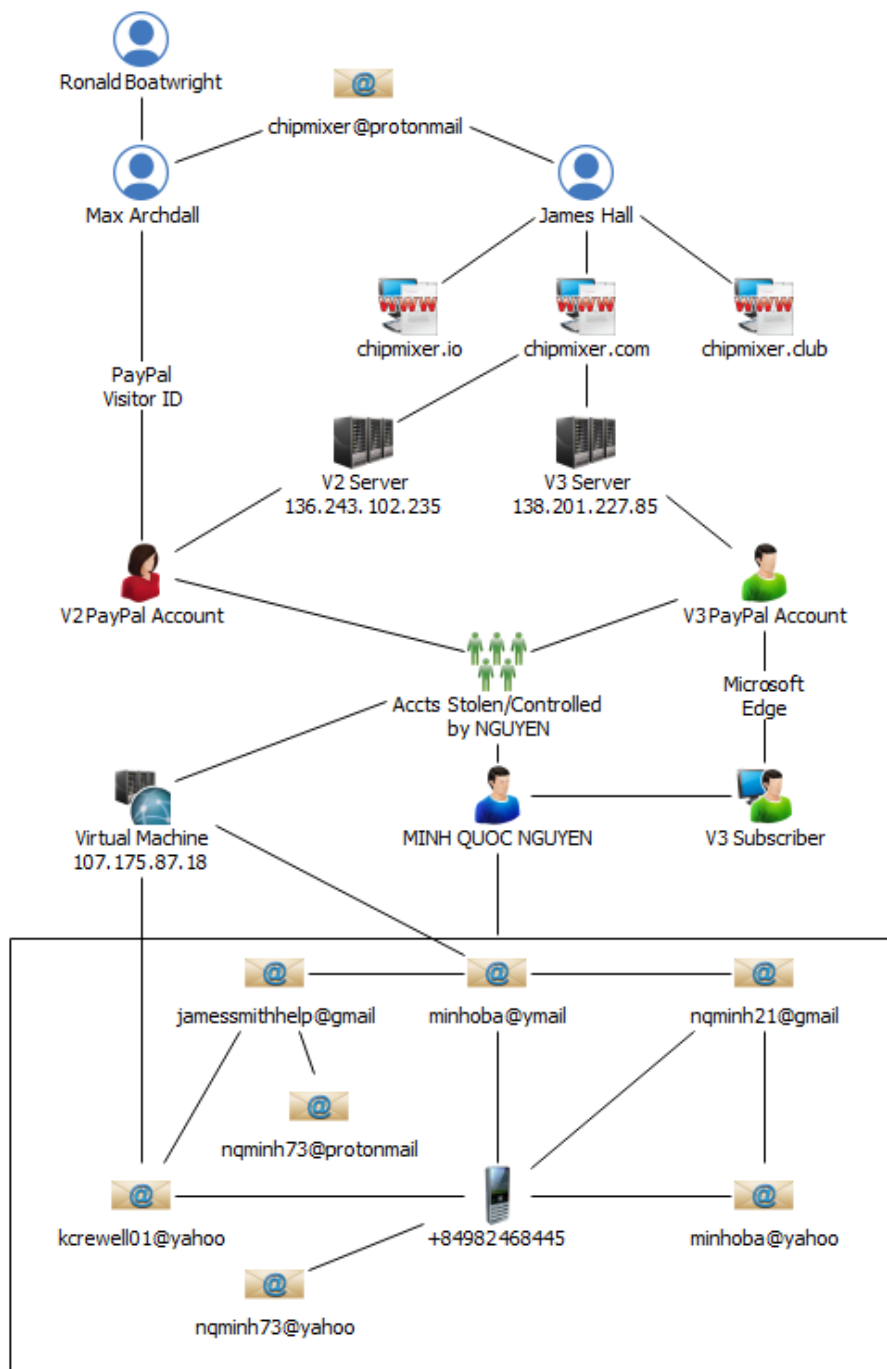 Ronald Boatwright
chipmixer@protonmail
Max Archdall
James Hall
WWW
WWW
WWW
chipmixer.io
chipmixer.com
chipmixer.club
PayPal
Visitor ID
V2 Server
136.243.102.235
V3 Server
138.201.227.85
V2 PayPal Account
V3 PayPal Account
Accts Stolen/Controlled
by NGUYEN
Microsoft
Edge
Virtual Machine
107.175.87.18
MINH QUOC NGUYEN
V3 Subscriber
jamessmithhelp@gmail
minhoba@ymail
nqminh21@gmail
nqminh73@protonmail
kcrewell01@yahoo
+84982468445
minhoba@yahoo
nqminh73@yahoo